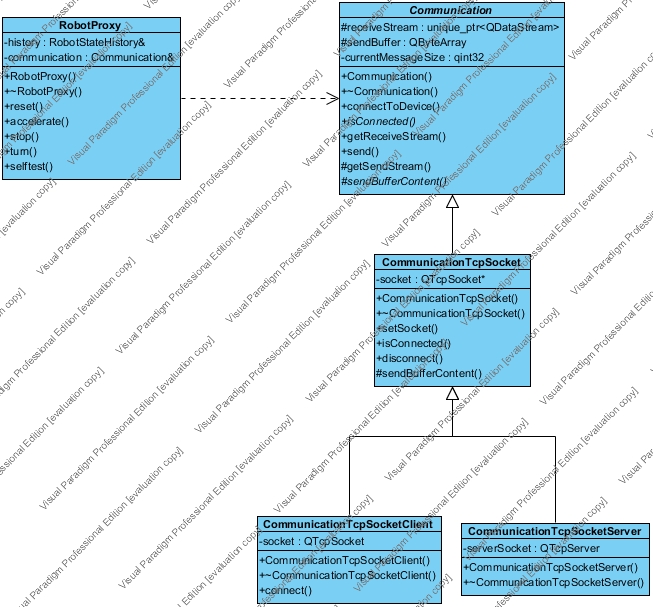 RobotProxy
-history : RobotStateHistory&
-communication : Communication&
+RobotProxy()
+~RobotProxy()
+reset()
+accelerate()
+stop()
+turn()
+selftest()
Communication
#receiveStream : unique_ptr<QDataStream>
#sendBuffer : QByteArray
-currentMessageSize : qint32
+Communication()
+~Communication()
+connectToDevice()
+isConnected()
+getReceiveStream()
+send()
#getSendStream()
#sendBufferContent()
CommunicationTcpSocket
-socket : QTcpSocket*
+CommunicationTcpSocket()
+~CommunicationTcpSocket()
+setSocket()
+isConnected()
+disconnect()
#sendBufferContent()
CommunicationTcpSocketClient
-socket : QTcpSocket
+CommunicationTcpSocketClient()
+~CommunicationTcpSocketClient()
+connect()
CommunicationTcpSocketServer
-serverSocket : QTcpServer
+CommunicationTcpSocketServer()
+~CommunicationTcpSocketServer()
Visual Paradigm Professional Edition [evaluation copy]